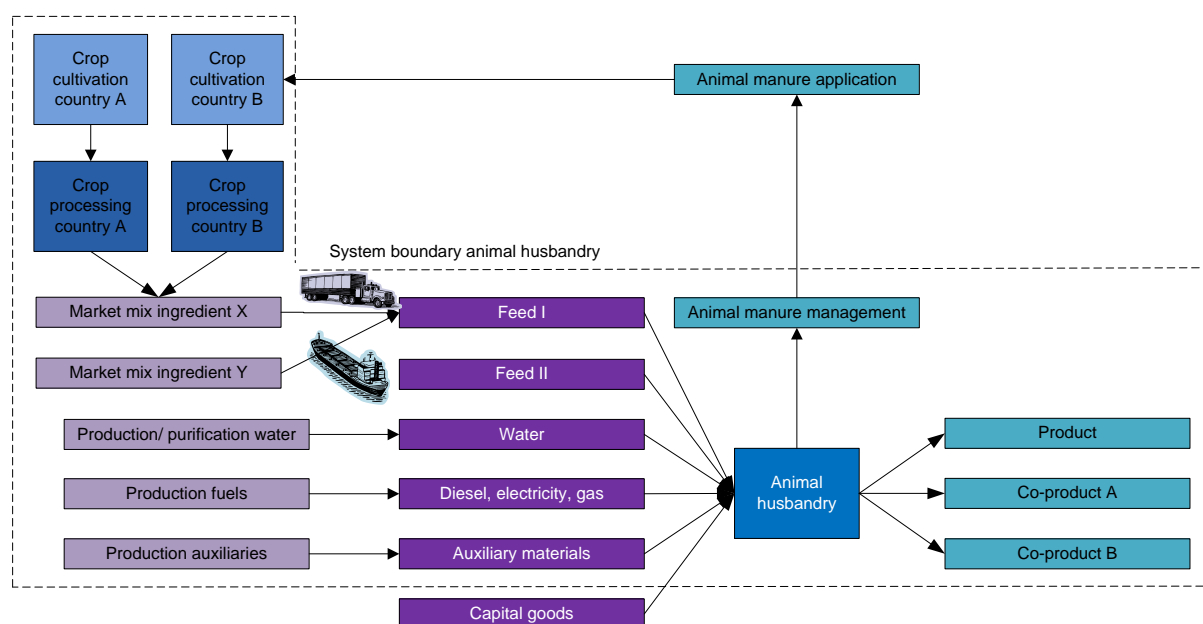 Crop
cultivation
country A
Crop
cultivation
country B
Animal manure application
Crop
processing
country A
Crop
processing
country B
System boundary animal husbandry
Market mix ingredient X
Feed I
Animal manure management
Market mix ingredient Y
Feed II
Production/ purification water
Water
Product
Production fuels
Diesel, electricity, gas
Animal
husbandry
Co-product A
Production auxiliaries
Auxiliary materials
Co-product B
Capital goods